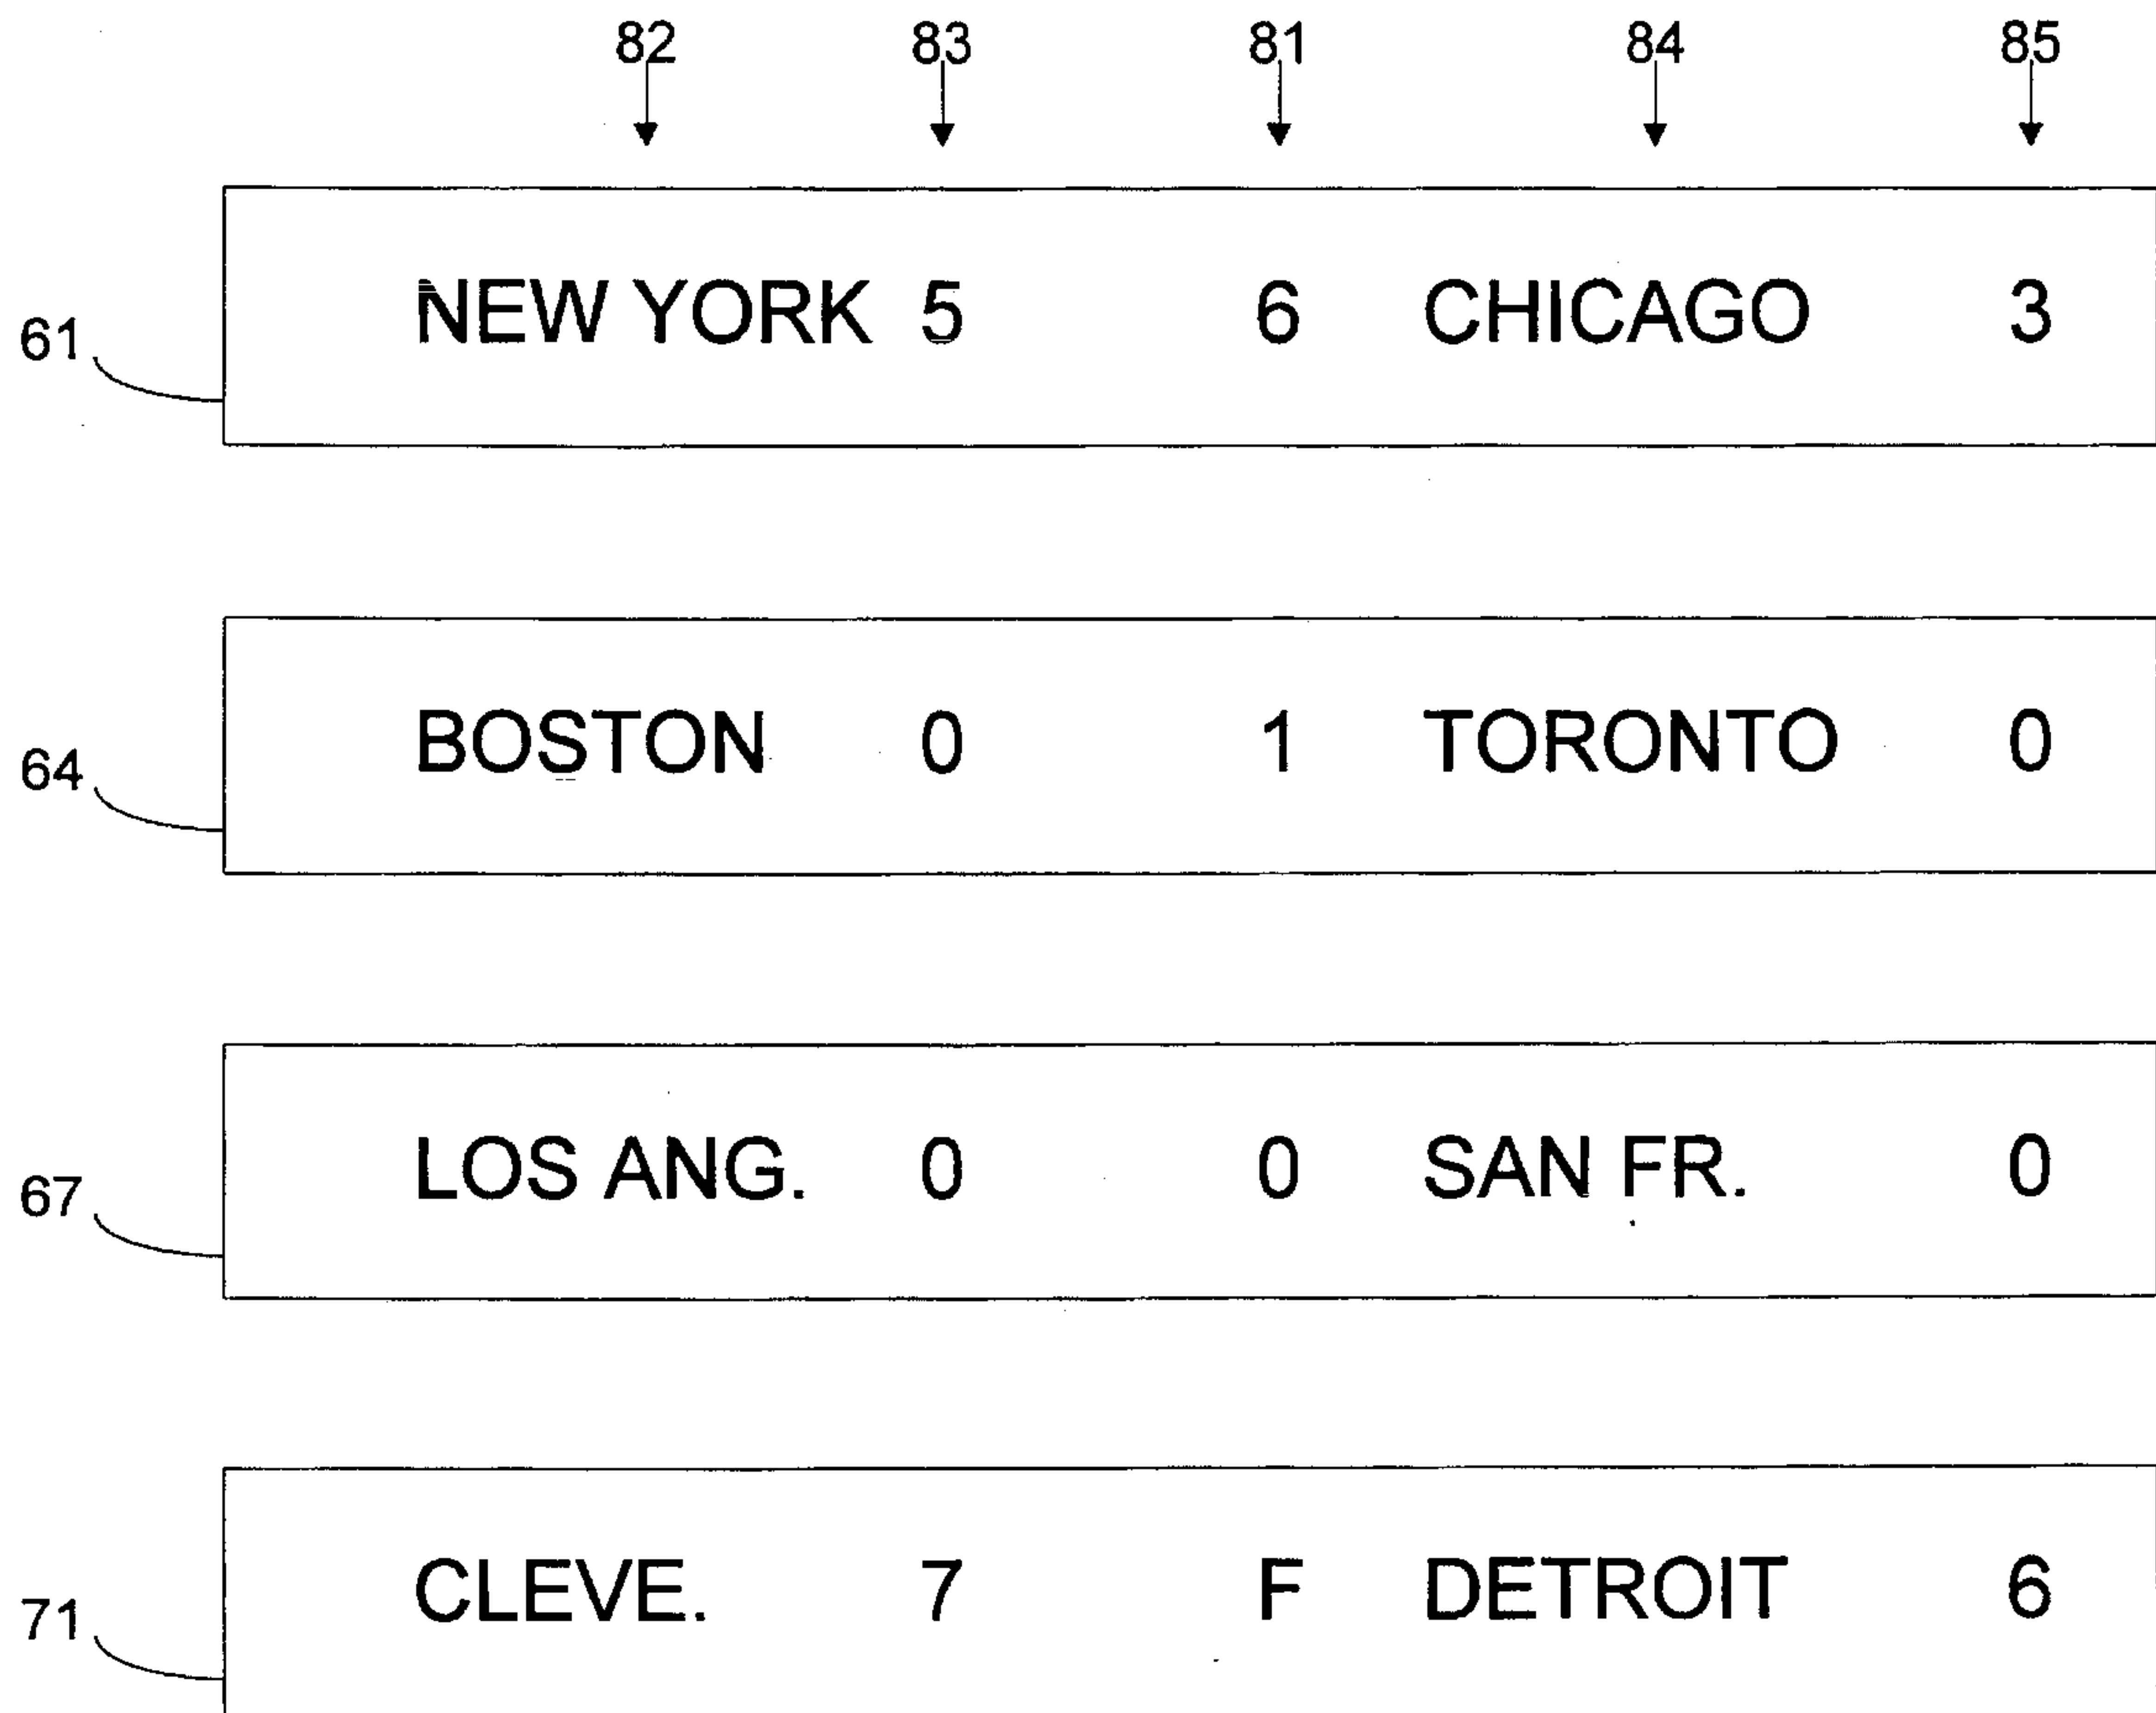 82 83 81 84 85
NEW YORK 5 6 CHICAGO 3
61
BOSTON 0 1 TORONTO 0
64
LOS ANG. 0 0 SAN FR. 0
67
CLEVE. 7 F DETROIT 6
71